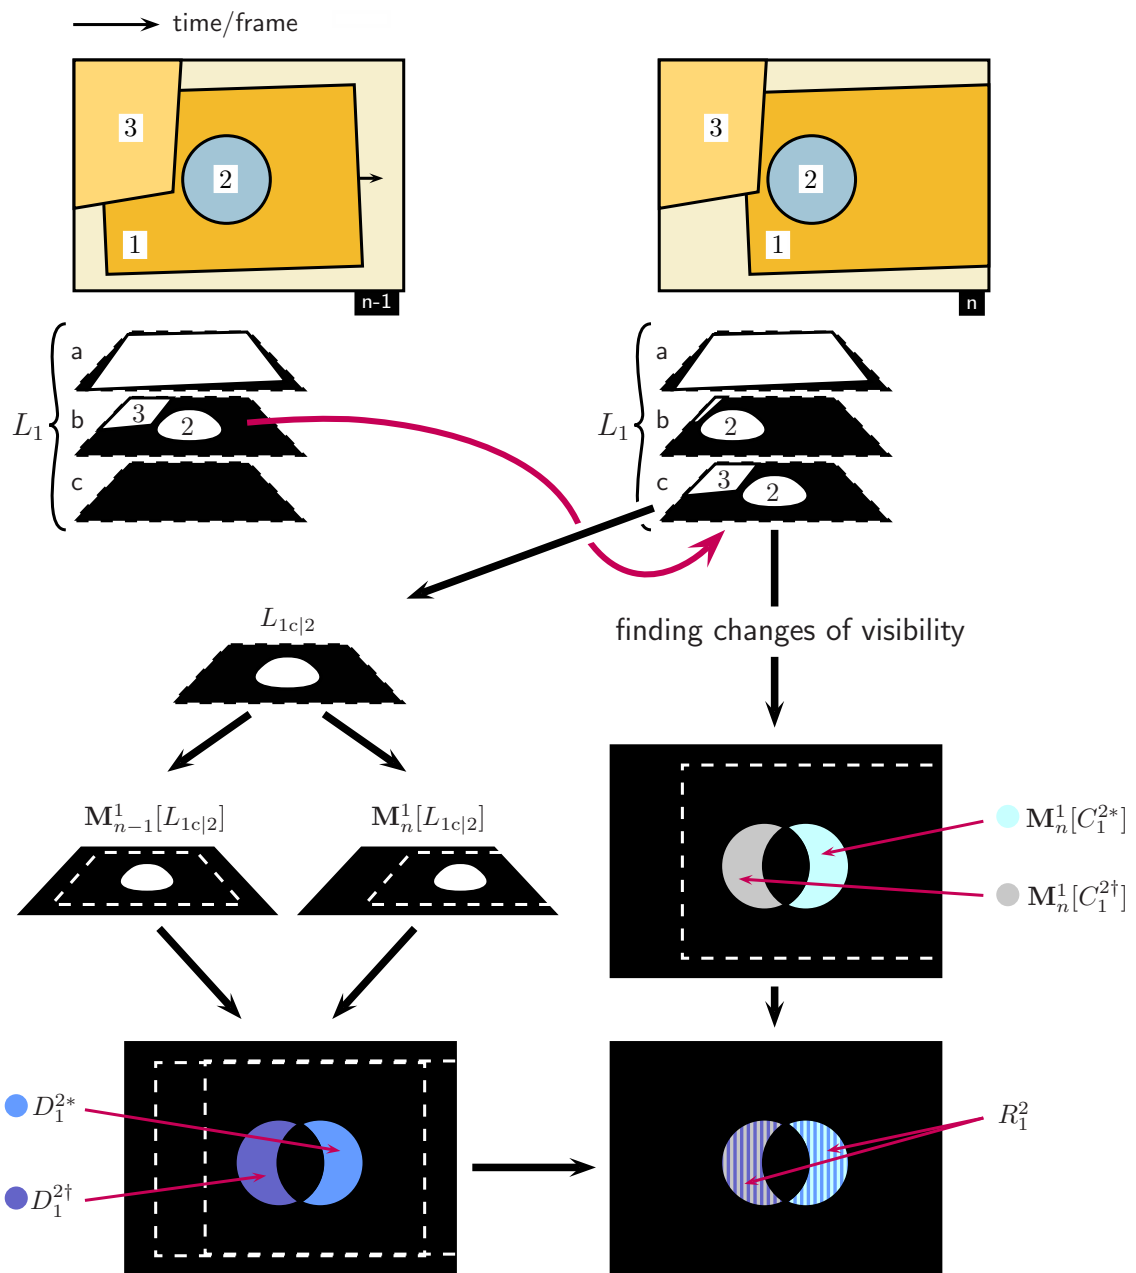 time/frame
3
2
1
n-1
3
2
1
n
L₁
a
b
3
2
c
L₁
a
b
2
c
3
2
L₁c|₂
finding changes of visibility
M¹ₙ₋₁[L₁c|₂]
M¹ₙ[L₁c|₂]
M¹ₙ[C₁²*]
M¹ₙ[C₁²†]
D₁²*
D₁²†
R₁²